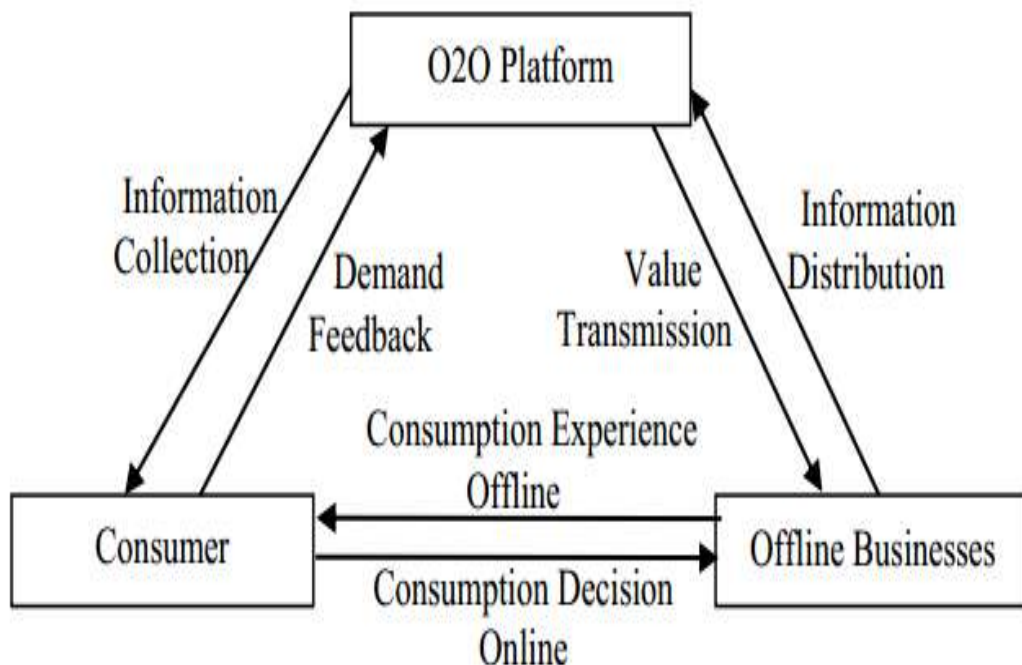 O2O Platform
Information
Collection
Demand
Feedback
Value
Transmission
Information
Distribution
Consumption Experience
Offline
Consumer
Offline Businesses
Consumption Decision
Online